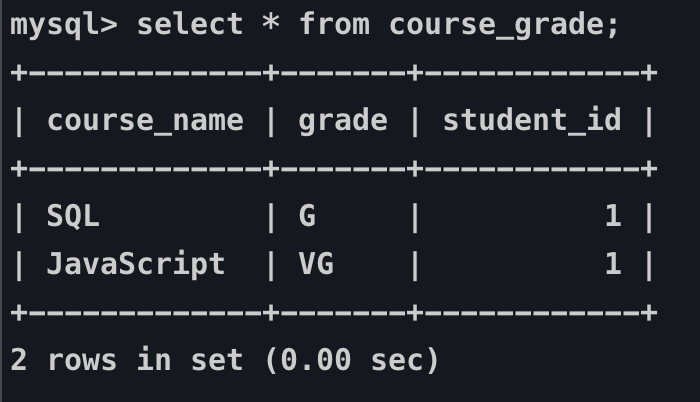 mysql> select * from course_grade;
+-------------+-------+------------+
| course_name | grade | student_id |
+-------------+-------+------------+
| SQL         | G     |          1 |
| JavaScript  | VG    |          1 |
+-------------+-------+------------+
2 rows in set (0.00 sec)